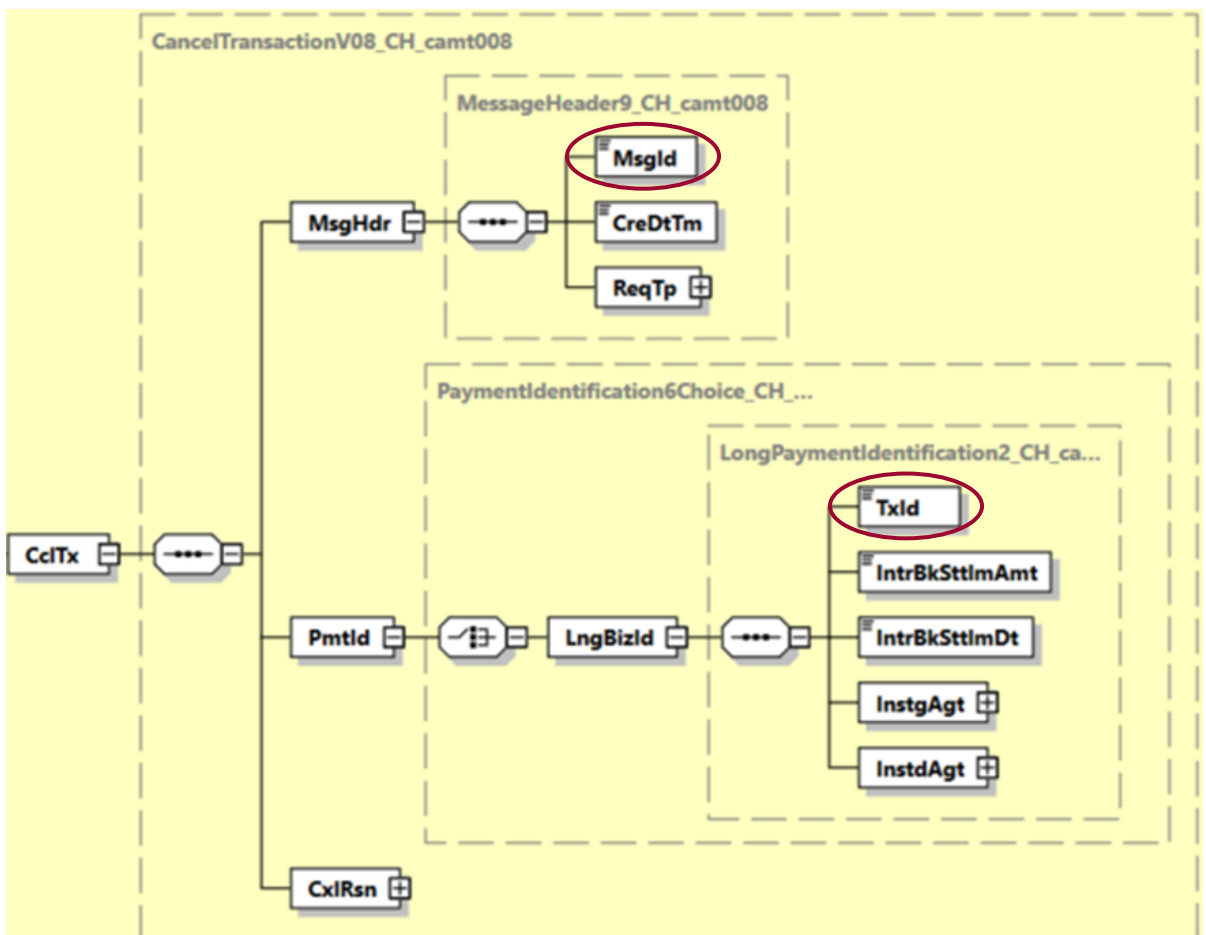 CancelTransactionV08_CH_camt008
MessageHeader9_CH_camt008
MsgId
MsgHdr
CreDtTm
ReqTp
PaymentIdentification6Choice_CH_...
LongPaymentIdentification2_CH_ca...
TxId
CclTx
IntrBkSttlmAmt
PmtId
LngBizId
IntrBkSttlmDt
InstgAgt
InstdAgt
CxlRsn